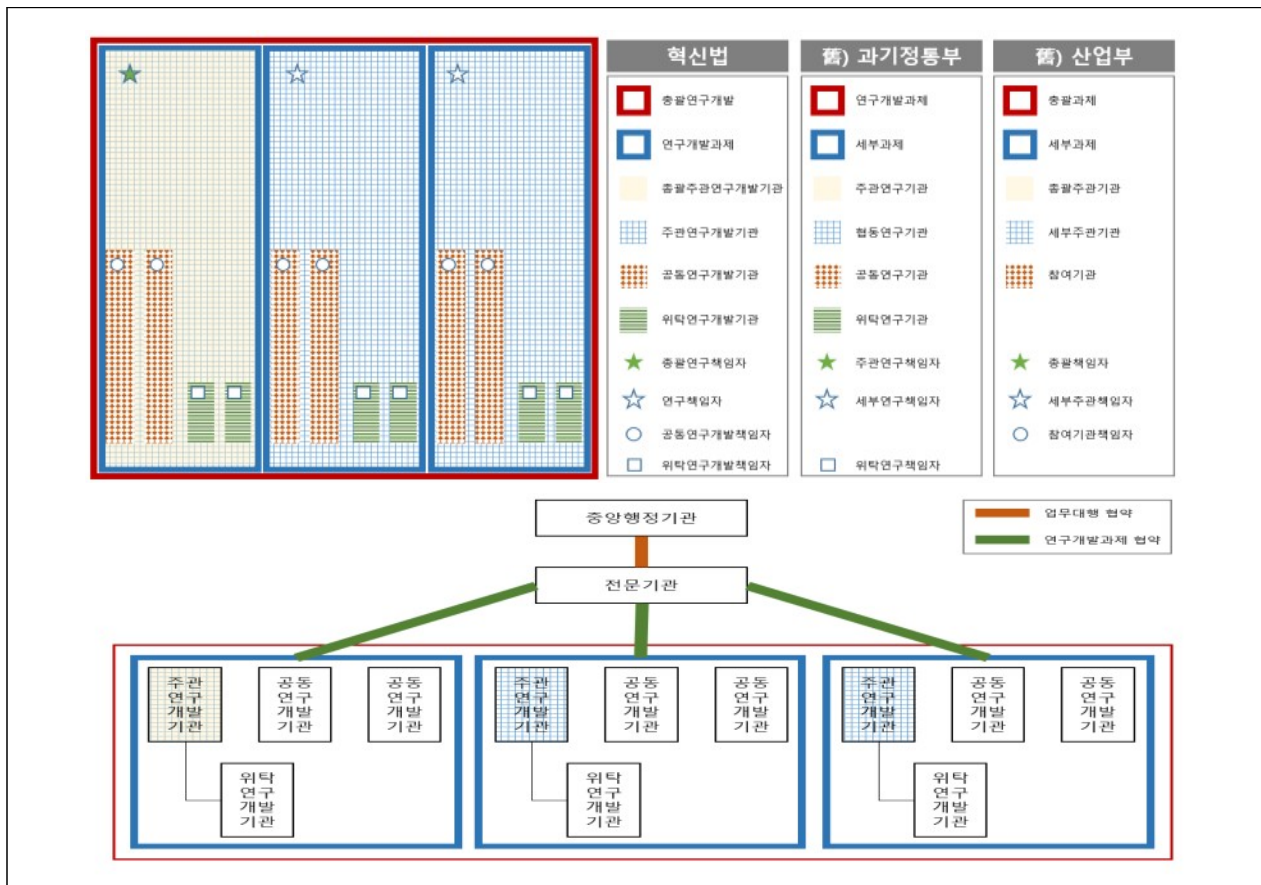 혁신법
총괄연구개발
연구개발과제
총괄주관연구개발기관
주관연구개발기관
공동연구개발기관
위탁연구개발기관
총괄연구책임자
연구책임자
공동연구개발책임자
위탁연구개발책임자
舊) 과기정통부
연구개발과제
세부과제
주관연구기관
협동연구기관
공동연구기관
위탁연구기관
주관연구책임자
세부연구책임자
위탁연구책임자
舊) 산업부
총괄과제
세부과제
총괄주관기관
세부주관기관
참여기관
총괄책임자
세부주관책임자
참여기관책임자
중앙행정기관
전문기관
업무대행 협약
연구개발과제 협약
주관
연구
개발
기관
공동
연구
개발
기관
공동
연구
개발
기관
위탁
연구
개발
기관
주관
연구
개발
기관
공동
연구
개발
기관
공동
연구
개발
기관
위탁
연구
개발
기관
주관
연구
개발
기관
공동
연구
개발
기관
공동
연구
개발
기관
위탁
연구
개발
기관